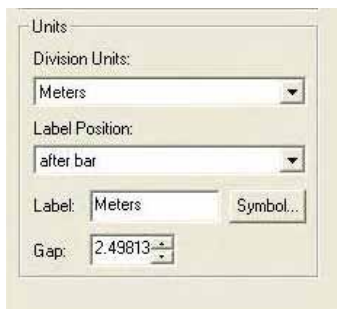 Units
Division Units:
Meters
Label Position:
after bar
Label: Meters Symbol...
Gap: 2.49813